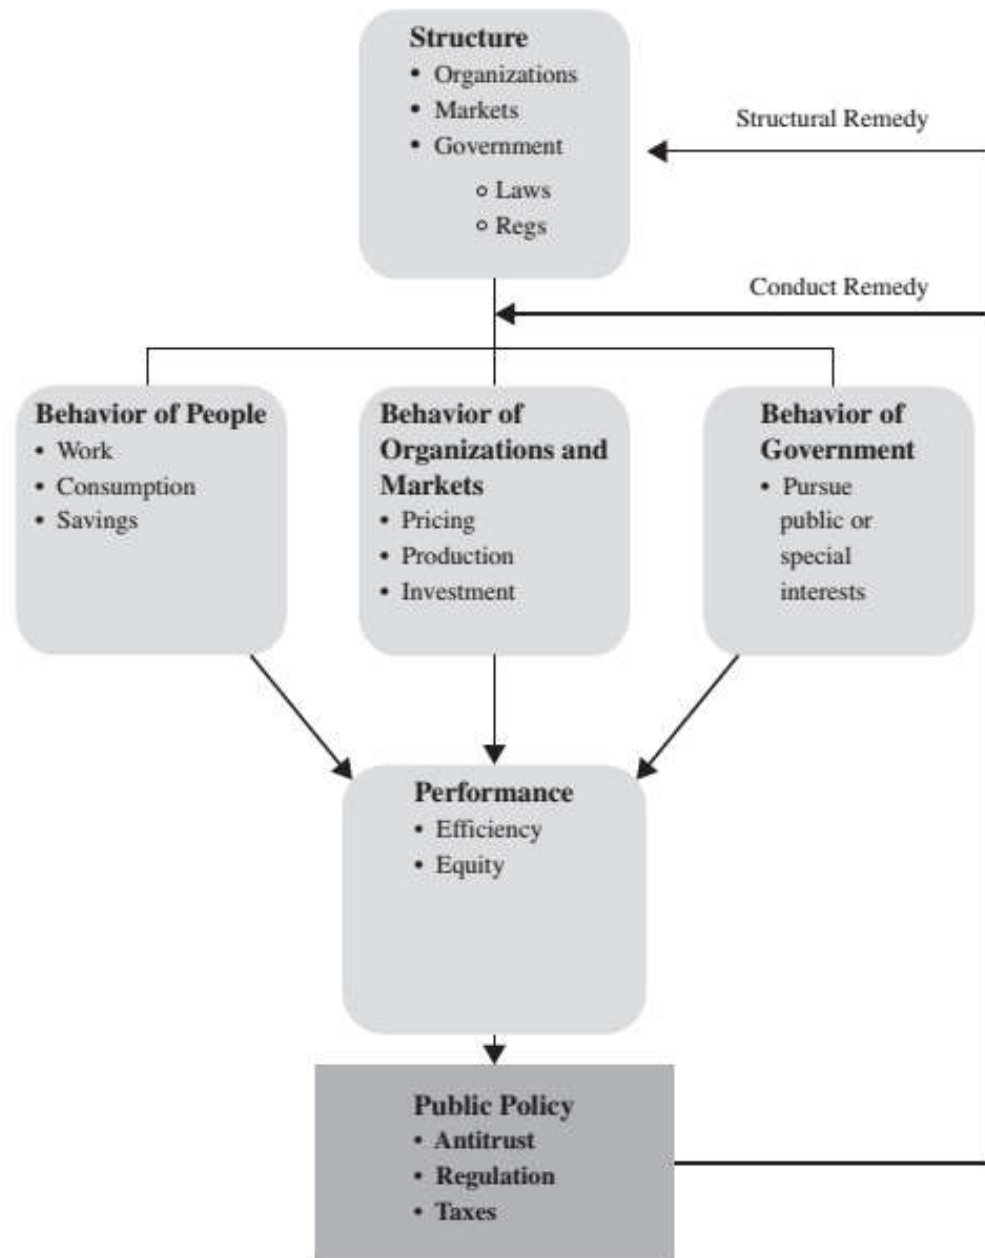 Structure
• Organizations
• Markets
• Government
○ Laws
○ Regs
Structural Remedy
Conduct Remedy
Behavior of People
• Work
• Consumption
• Savings
Behavior of
Organizations and
Markets
• Pricing
• Production
• Investment
Behavior of
Government
• Pursue
public or
special
interests
Performance
• Efficiency
• Equity
Public Policy
• Antitrust
• Regulation
• Taxes